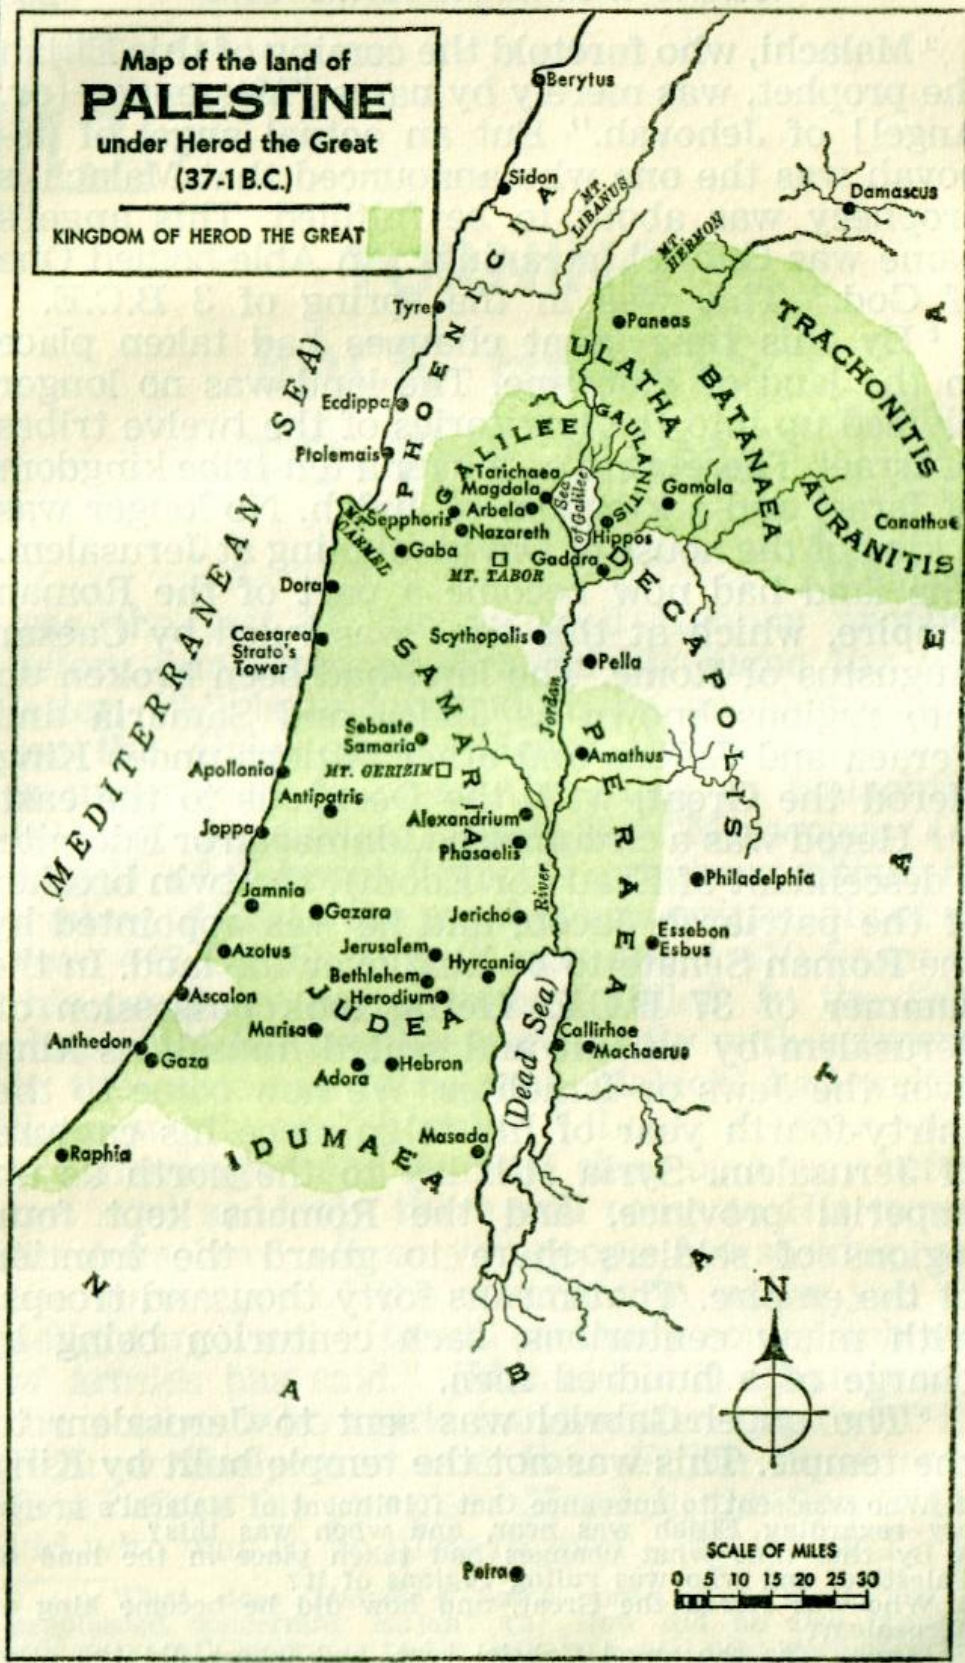 Map of the land of
PALESTINE
under Herod the Great
(37-1 B.C.)
KINGDOM OF HEROD THE GREAT
Berytus
Sidon
MT. LIBANUS
Damascus
MT. HERMON
PHOENICIA
Tyre
Paneas
TRACHONITIS
ULATHA
BATANAEA
Ecdippa
GAULANITIS
GALILEE
Ptolemais
Tarichaea
Magdala
Sea of Galilee
Gamala
AURANITIS
Arbela
Sepphoris
Canathae
MT. CARMEL
Nazareth
Hippos
Gaba
MT. TABOR
Gadara
DECAPOLIS
Dora
(MEDITERRANEAN SEA)
Caesarea
Strato's
Tower
Scythopolis
SAMARIA
Pella
Jordan River
PERAEA
Sebaste
Samaria
Amathus
Apollonia
MT. GERIZIM
Antipatris
Alexandrium
Joppa
Phasaelis
Philadelphia
Jamnia
Gazara
Jericho
Essebon
Esbus
Azotus
Jerusalem
Hyrcania
Bethlehem
Ascalon
Herodium
JUDEA
Marisa
Callirhoe
Anthedon
Machaerus
Gaza
Adora
Hebron
(Dead Sea)
IDUMAEA
Masada
Raphia
NABATAEA
N
Petra
SCALE OF MILES
0 5 10 15 20 25 30